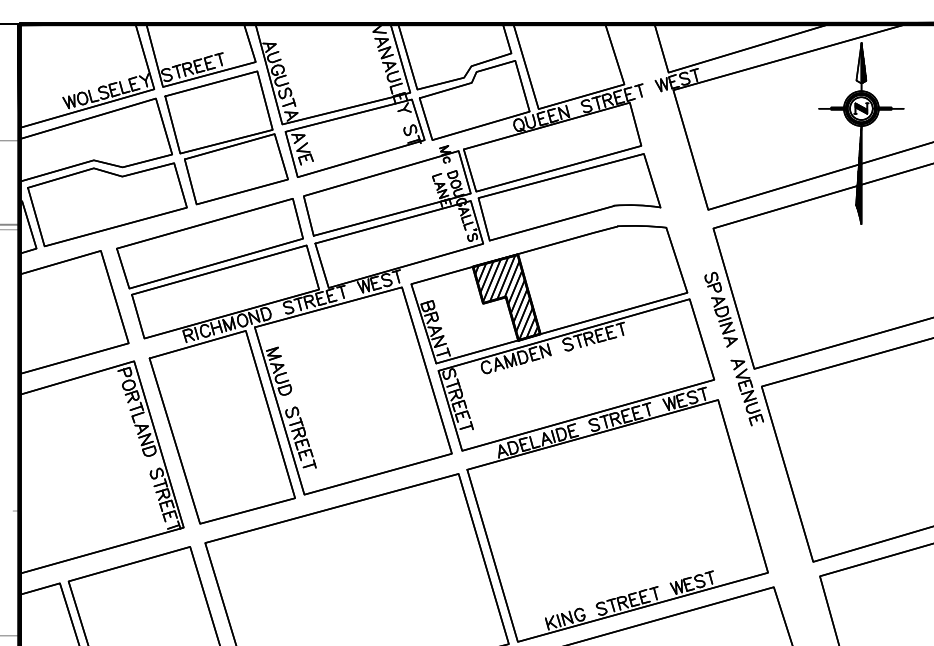 WOLSELEY STREET
AUGUSTA AVE
VANAULEY ST
QUEEN STREET WEST
N
Mc DOUGALL'S
LANE
RICHMOND STREET WEST
BRANT STREET
SPADINA AVENUE
CAMDEN STREET
MAUD STREET
PORTLAND STREET
ADELAIDE STREET WEST
KING STREET WEST